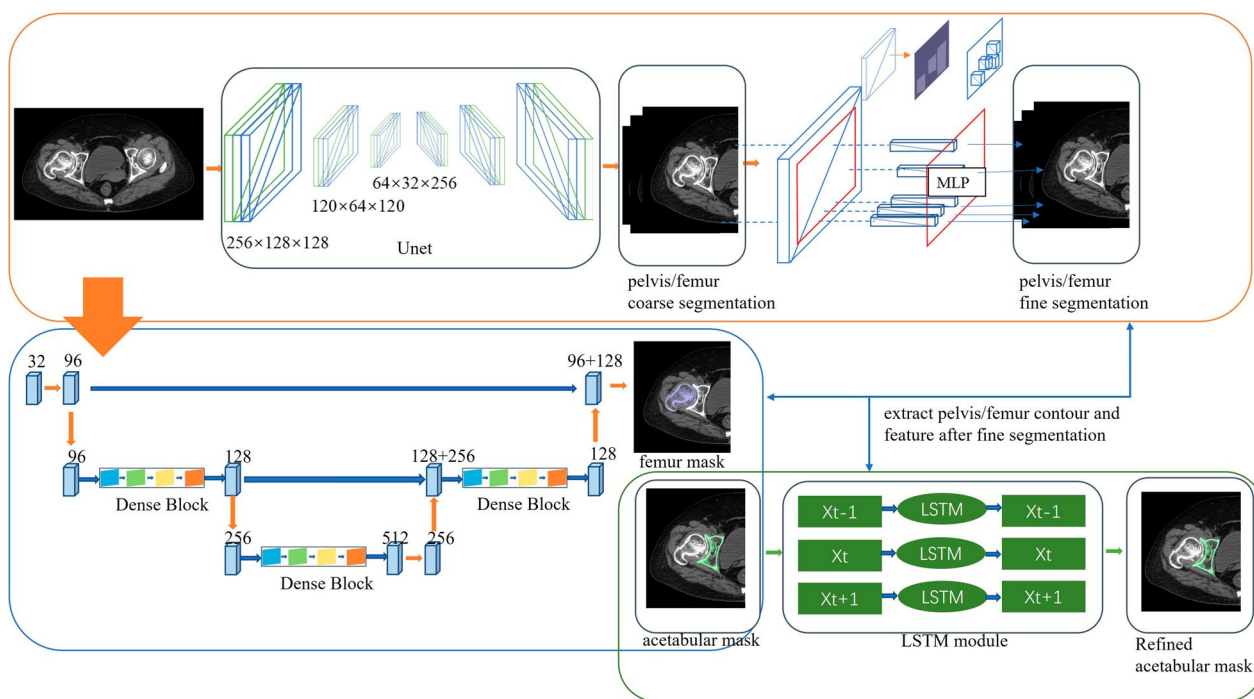 64×32×256
120×64×120
256×128×128
Unet
pelvis/femur
coarse segmentation
MLP
pelvis/femur
fine segmentation
32
96
96+128
96
128
128+256
128
Dense Block
Dense Block
256
512
256
Dense Block
femur mask
extract pelvis/femur contour and
feature after fine segmentation
acetabular mask
Xt-1
LSTM
Xt-1
Xt
LSTM
Xt
Xt+1
LSTM
Xt+1
LSTM module
Refined
acetabular mask